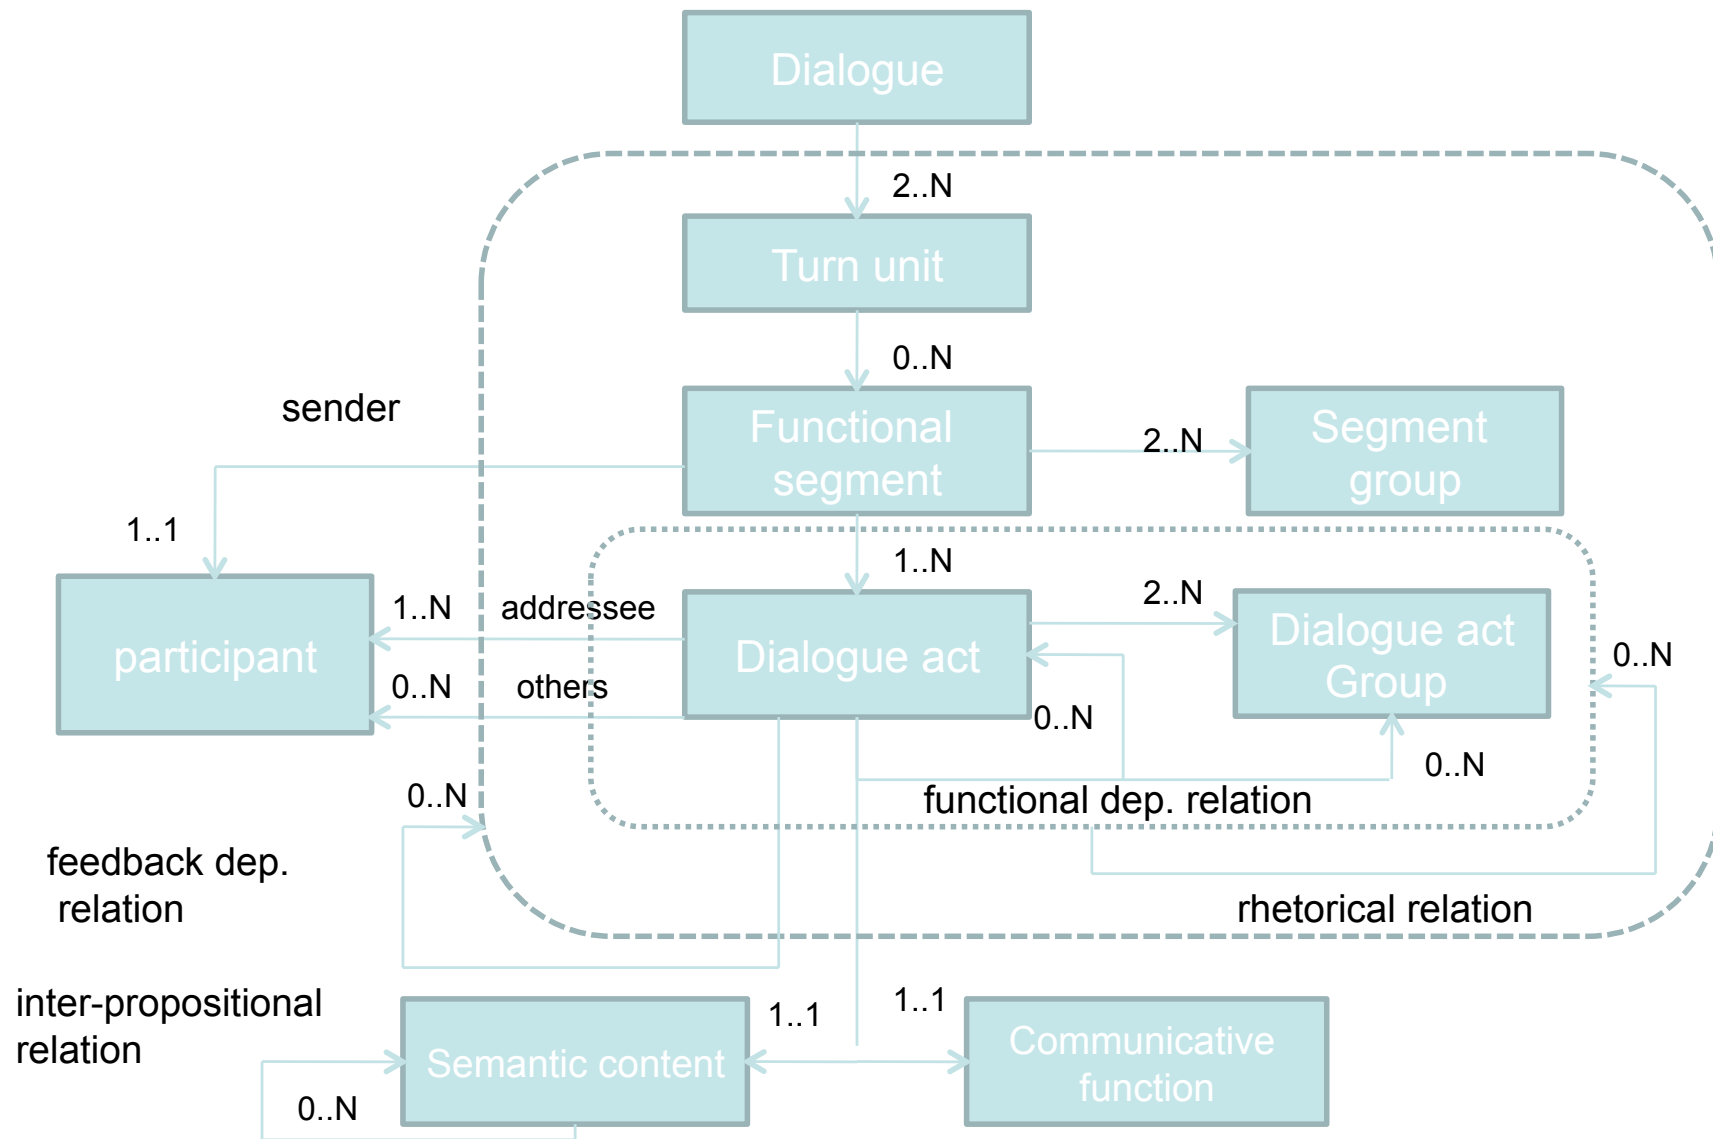 Dialogue
2..N
Turn unit
0..N
sender
Functional
segment
2..N
Segment
group
1..1
1..N
participant
1..N
addressee
0..N
others
Dialogue act
2..N
Dialogue act
Group
0..N
0..N
0..N
functional dep. relation
0..N
feedback dep.
relation
rhetorical relation
inter-propositional
relation
1..1
1..1
Semantic content
Communicative
function
0..N